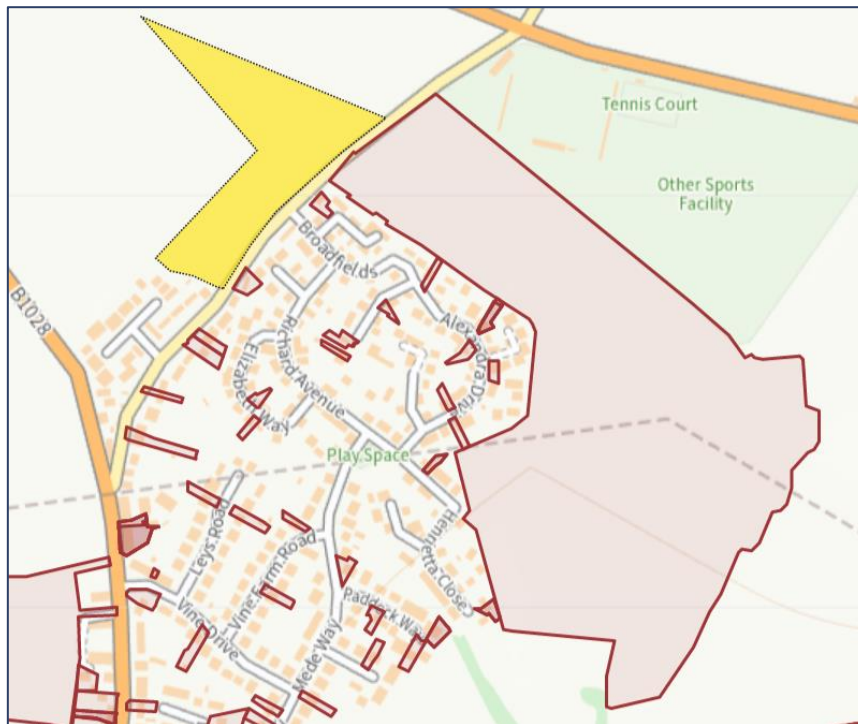 Tennis Court
Other Sports
Facility
Broadfields
B1028
Alexandra Drive
Richard Avenue
Elizabeth Way
Play Space
Leys Road
Henrietta Close
Vine Farm Road
Paddock Way
Vine Drive
Mede Way